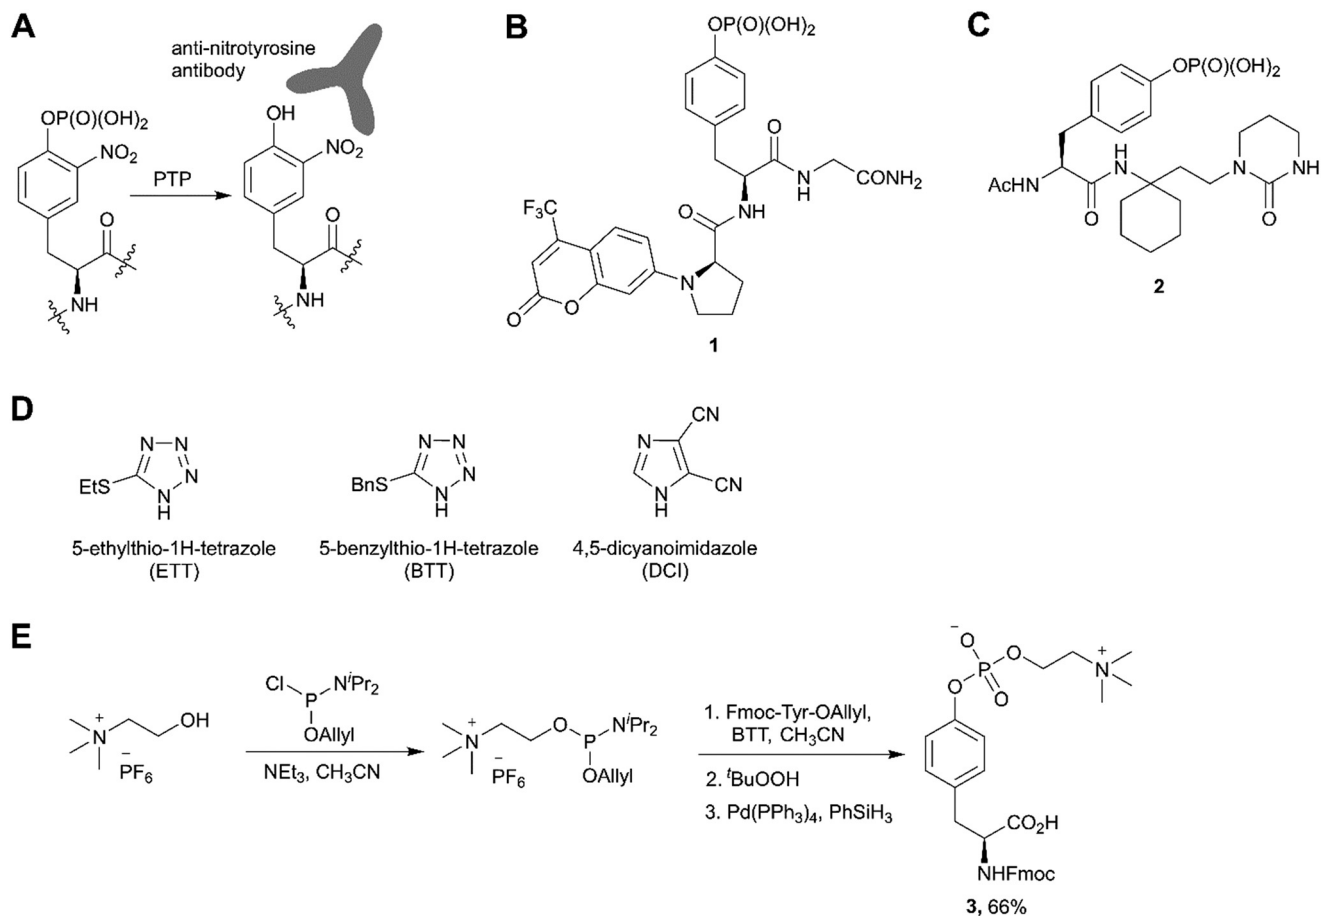 A
anti-nitrotyrosine
antibody
OP(O)(OH)2
NO2
O
NH
PTP
OH
NO2
O
NH
B
OP(O)(OH)2
O
N
H
CONH2
O
NH
F3C
O
O
N
1
C
OP(O)(OH)2
AcHN
O
H
N
N
NH
O
2
D
N N
N
N
H
EtS
5-ethylthio-1H-tetrazole
(ETT)
N N
N
N
H
BnS
5-benzylthio-1H-tetrazole
(BTT)
CN
N
CN
N
H
4,5-dicyanoimidazole
(DCI)
E
N+
OH
−
PF6
Cl
P
NiPr2
OAllyl
NEt3, CH3CN
N+
O
P
NiPr2
OAllyl
−
PF6
1. Fmoc-Tyr-OAllyl,
BTT, CH3CN
2. tBuOOH
3. Pd(PPh3)4, PhSiH3
−
O
P
O
O
O
N+
CO2H
NHFmoc
3, 66%